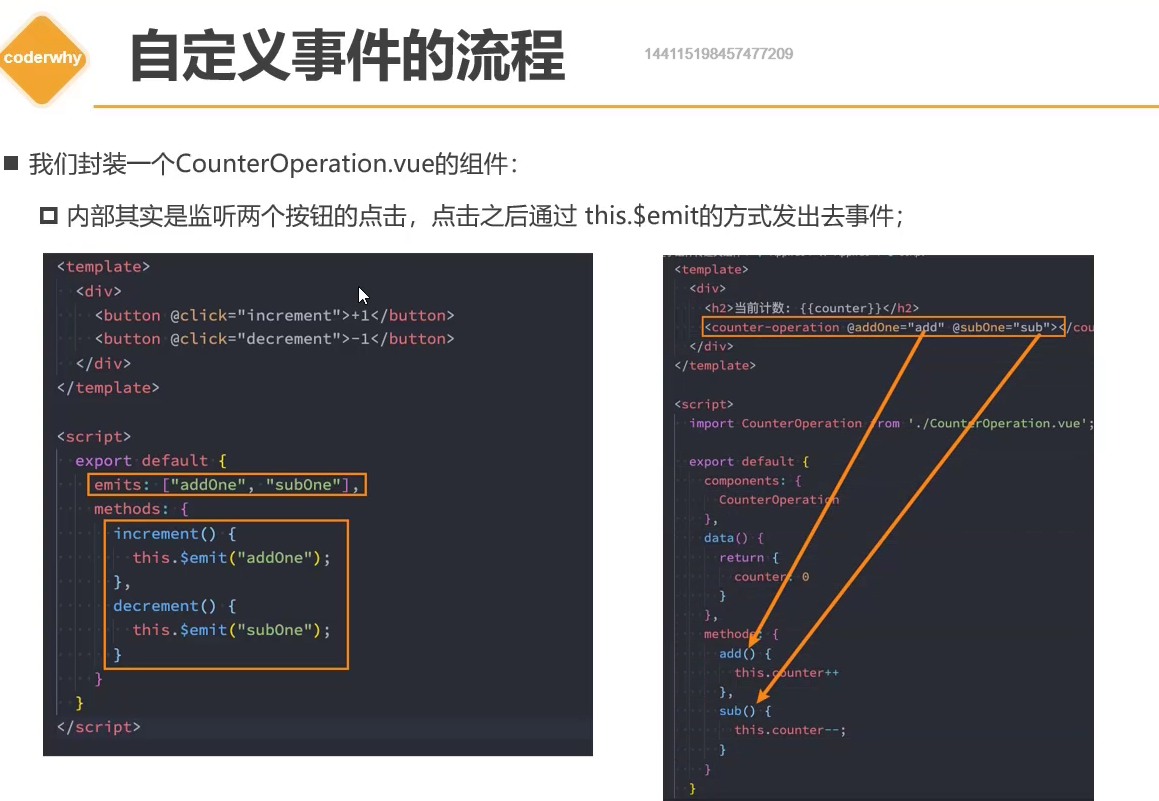 coderwhy
自定义事件的流程
144115198457477209
我们封装一个CounterOperation.vue的组件：
内部其实是监听两个按钮的点击，点击之后通过 this.$emit的方式发出去事件；
<template>
<div>
<button @click="increment">+1</button>
<button @click="decrement">-1</button>
</div>
</template>
<script>
export default {
emits: ["addOne", "subOne"],
methods: {
increment() {
this.$emit("addOne");
},
decrement() {
this.$emit("subOne");
}
}
}
</script>
<template>
<div>
<h2>当前计数: {{counter}}</h2>
<counter-operation @addOne="add" @subOne="sub"></cou
</div>
</template>
<script>
import CounterOperation from './CounterOperation.vue';
export default {
components: {
CounterOperation
},
data() {
return {
counter: 0
}
},
methods: {
add() {
this.counter++
},
sub() {
this.counter--;
}
}
}